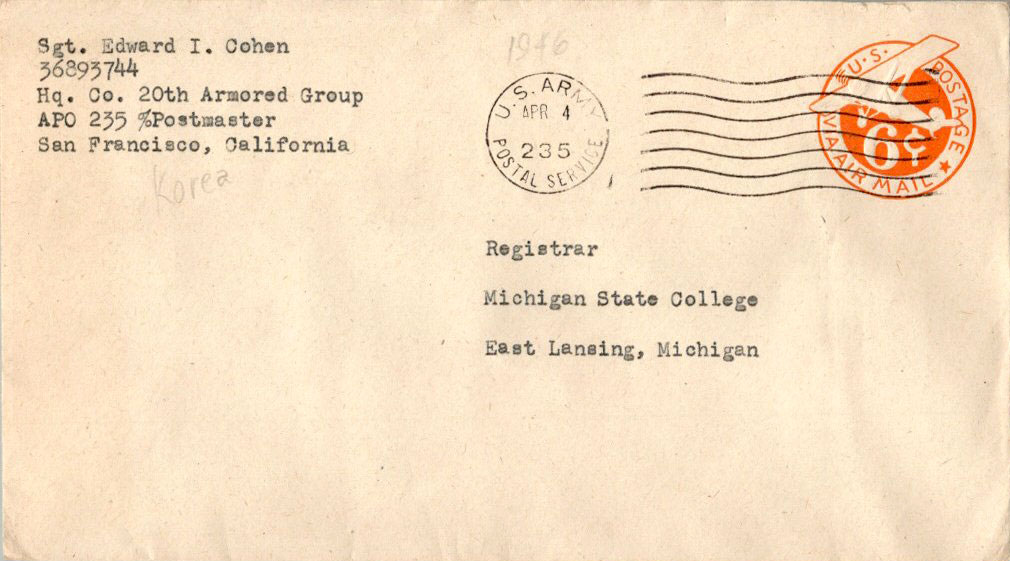 Sgt. Edward I. Cohen
36893744
Hq. Co. 20th Armored Group
APO 235 %Postmaster
San Francisco, California
Korea
1946
U.S. ARMY
APR 4
235
POSTAL SERVICE
U.S. POSTAGE
6¢
VIA AIR MAIL
Registrar
Michigan State College
East Lansing, Michigan